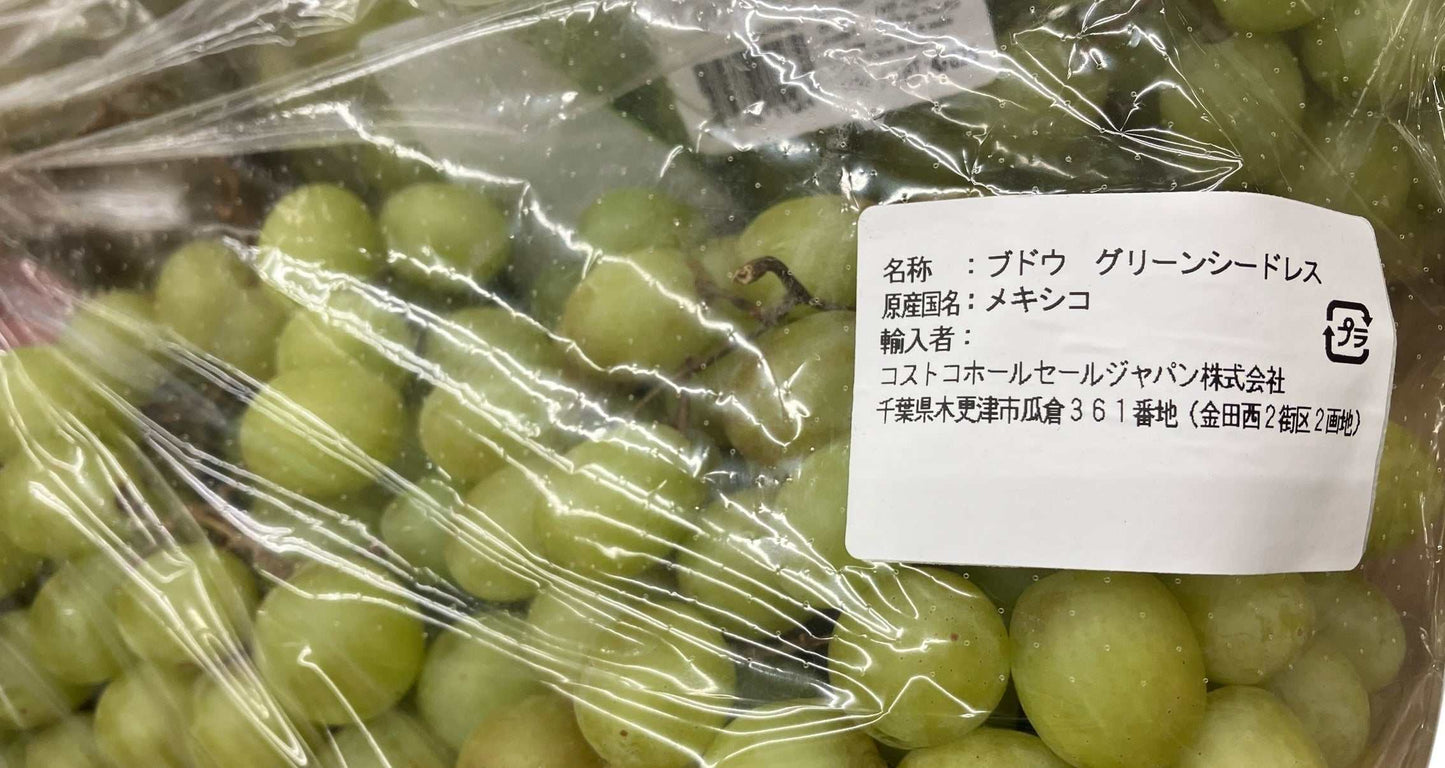 名称　：ブドウ　グリーンシードレス
原産国名：メキシコ
輸入者：
コストコホールセールジャパン株式会社
千葉県木更津市瓜倉３６１番地（金田西２街区２画地）
プラ